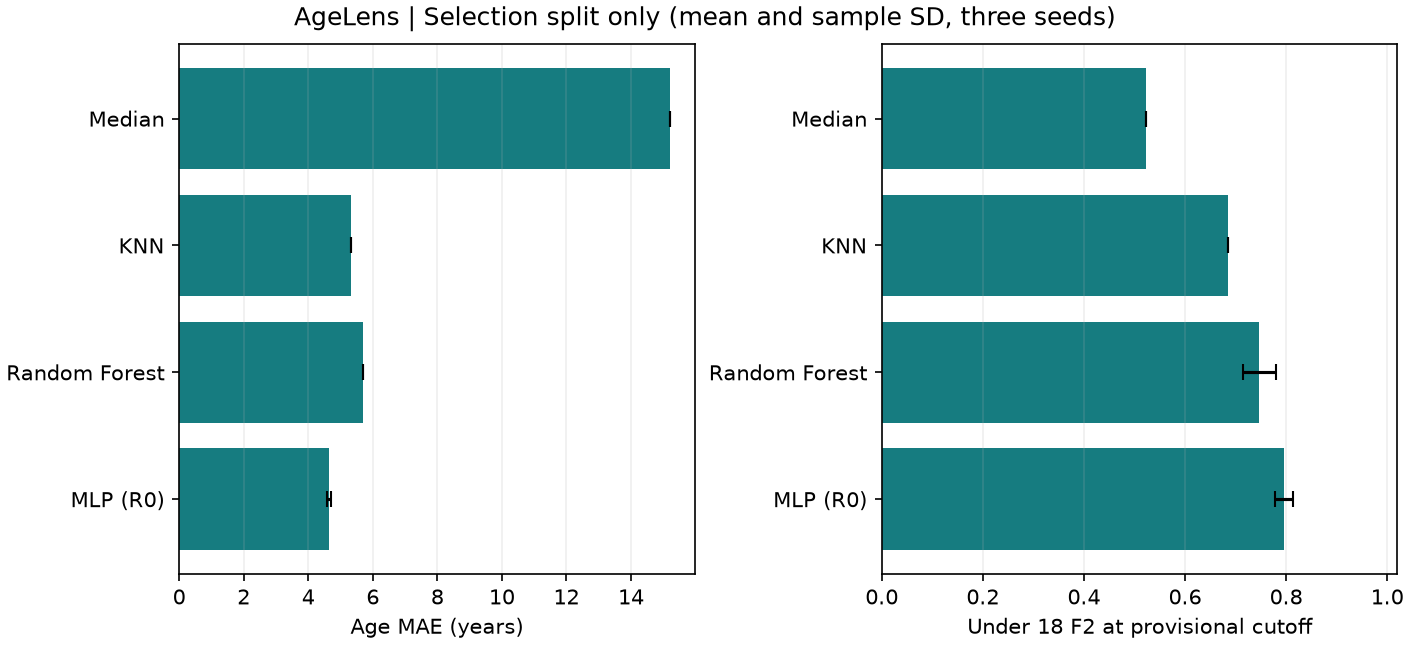 AgeLens | Selection split only (mean and sample SD, three seeds)
Median
KNN
Random Forest
MLP (R0)
0 2 4 6 8 10 12 14
Age MAE (years)
Median
KNN
Random Forest
MLP (R0)
0.0 0.2 0.4 0.6 0.8 1.0
Under 18 F2 at provisional cutoff